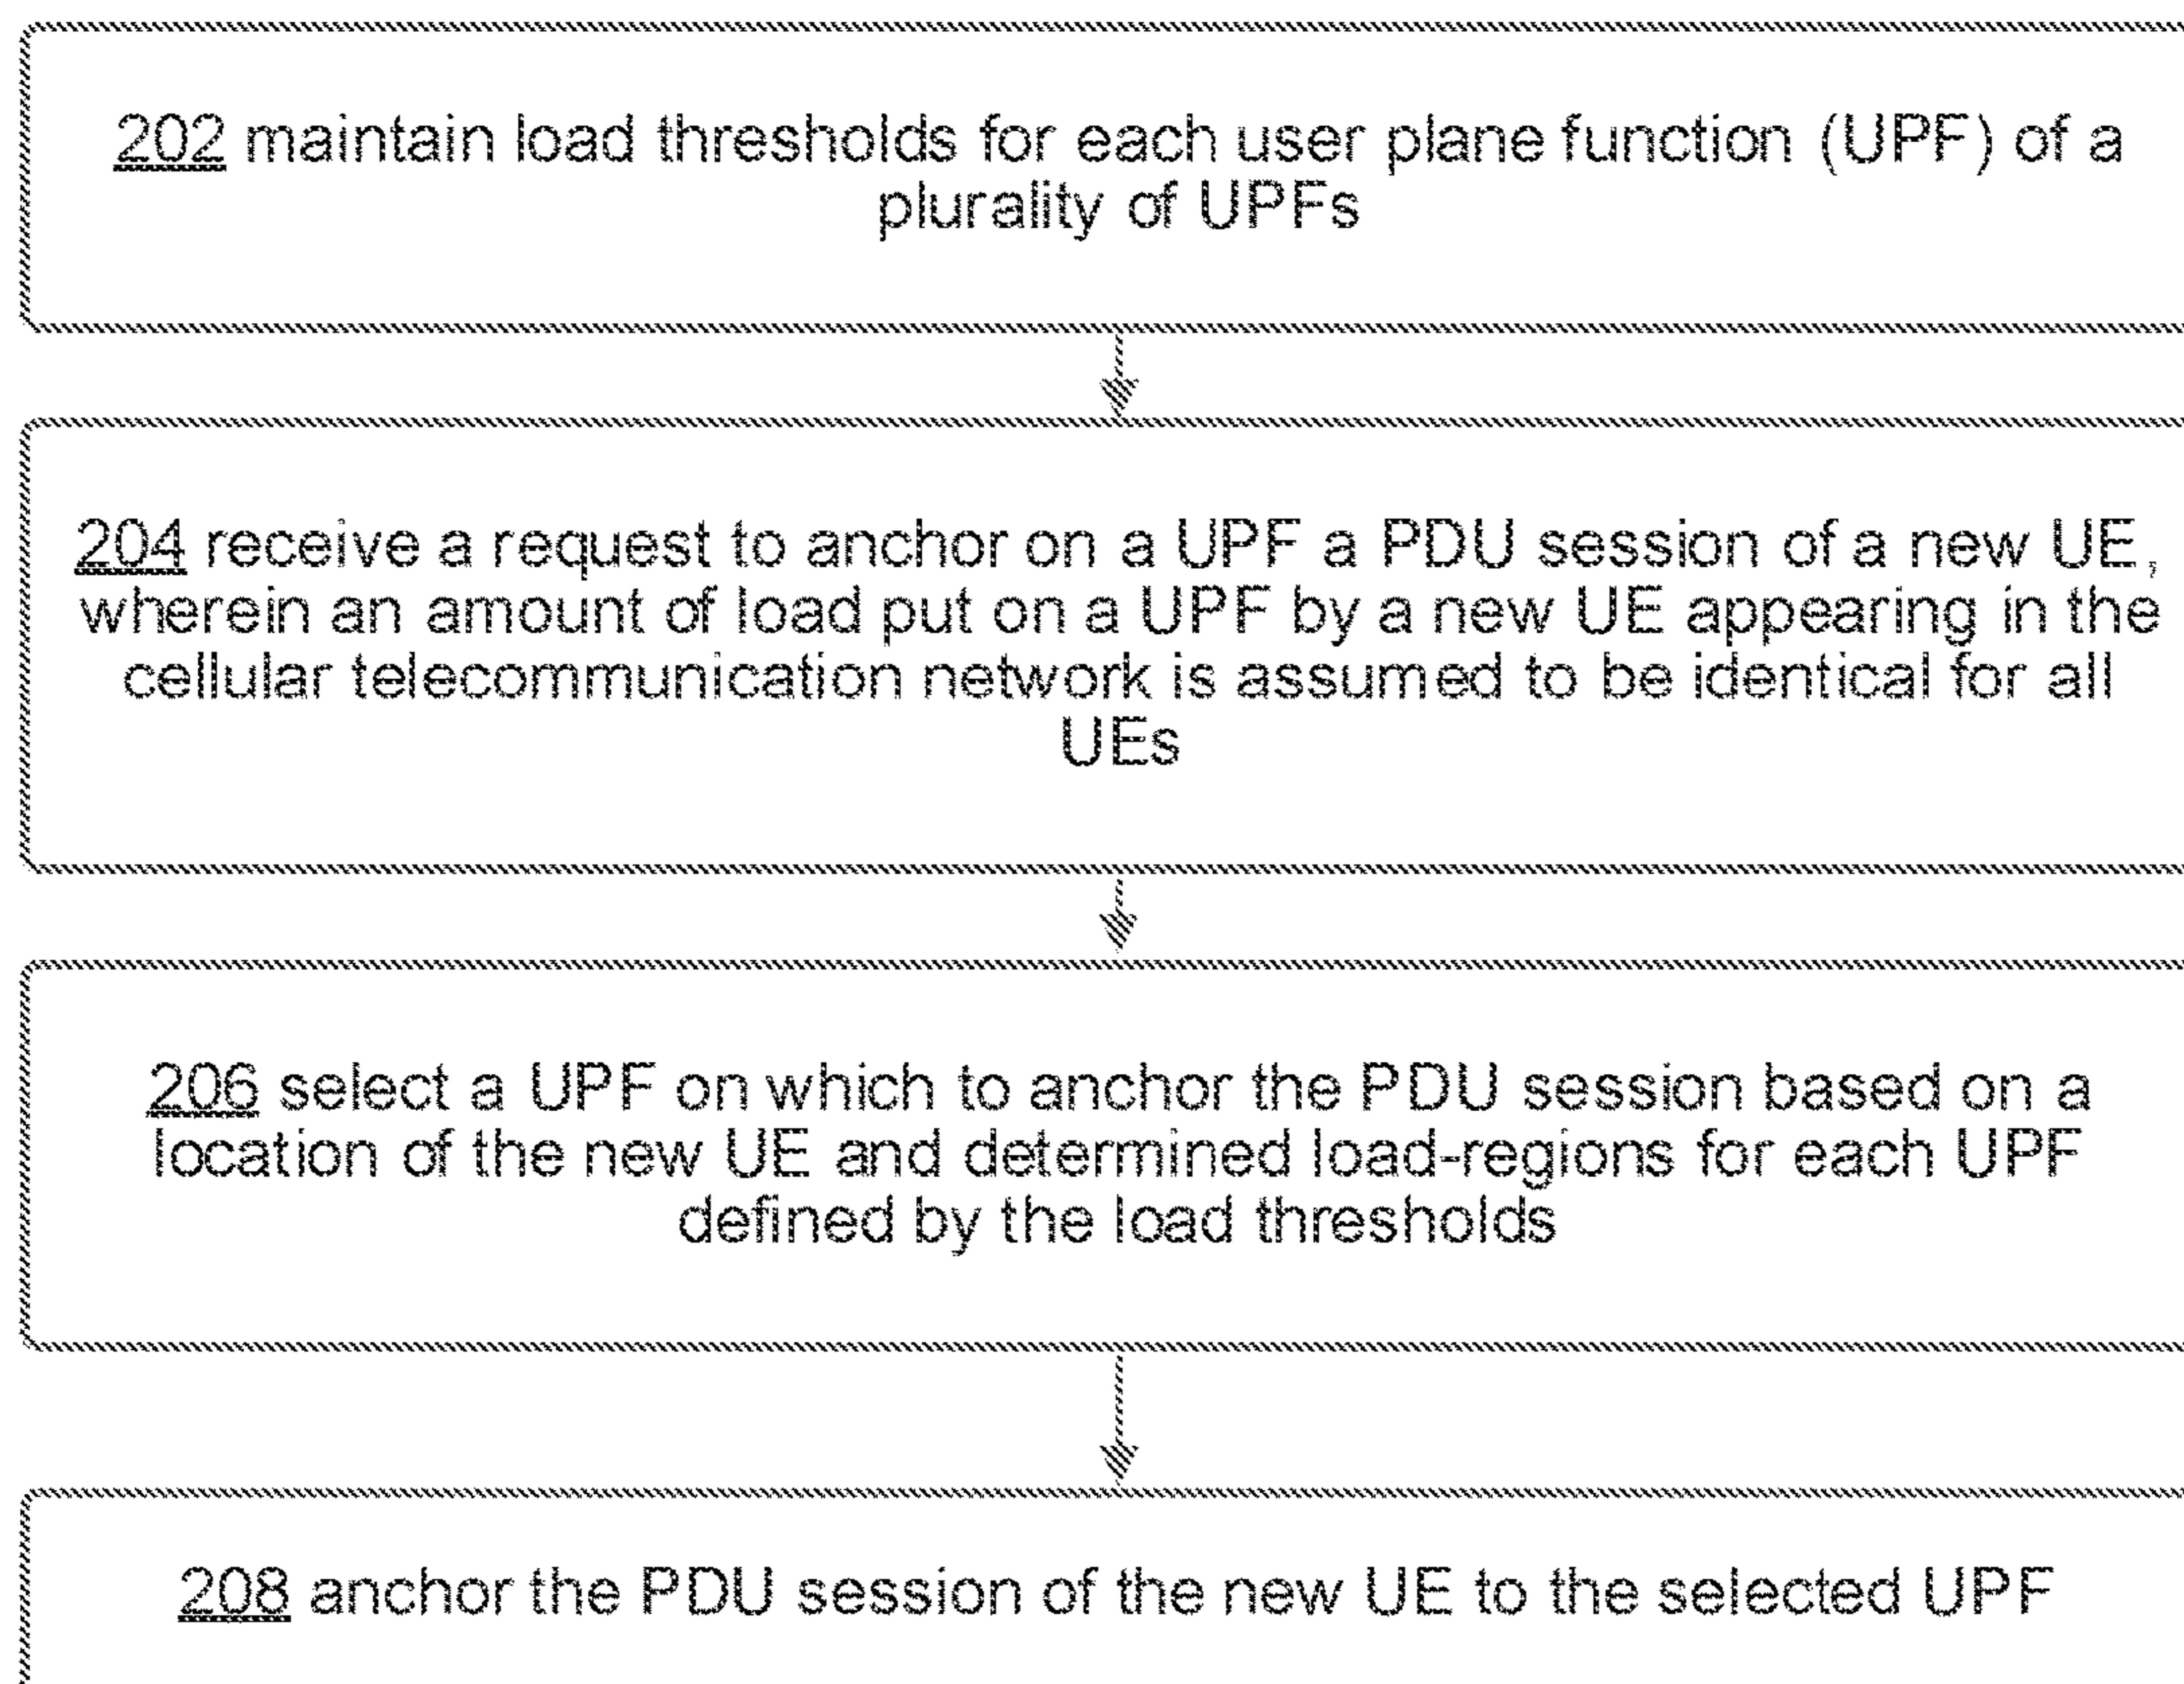 202 maintain load thresholds for each user plane function (UPF) of a
plurality of UPFs
204 receive a request to anchor on a UPF a PDU session of a new UE,
wherein an amount of load put on a UPF by a new UE appearing in the
cellular telecommunication network is assumed to be identical for all
UEs
206 select a UPF on which to anchor the PDU session based on a
location of the new UE and determined load-regions for each UPF
defined by the load thresholds
208 anchor the PDU session of the new UE to the selected UPF